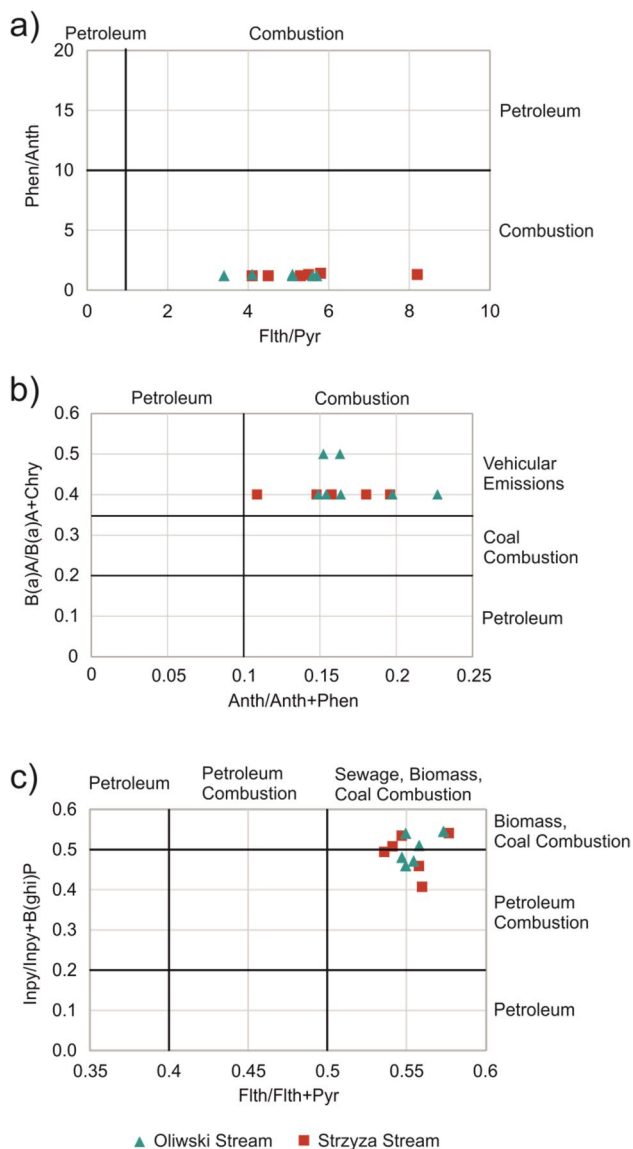 a)
Petroleum Combustion
20
15
10
5
0
Phen/Anth
Petroleum
Combustion
0 2 4 6 8 10
Flth/Pyr
b)
Petroleum Combustion
0.6
0.5
0.4
0.3
0.2
0.1
0
B(a)A/B(a)A+Chry
Vehicular
Emissions
Coal
Combustion
Petroleum
0 0.05 0.1 0.15 0.2 0.25
Anth/Anth+Phen
c)
Petroleum
Petroleum
Combustion
Sewage, Biomass,
Coal Combustion
0.6
0.5
0.4
0.3
0.2
0.1
0.0
Inpy/Inpy+B(ghi)P
Biomass,
Coal Combustion
Petroleum
Combustion
Petroleum
0.35 0.4 0.45 0.5 0.55 0.6
Flth/Flth+Pyr
Oliwski Stream Strzyza Stream